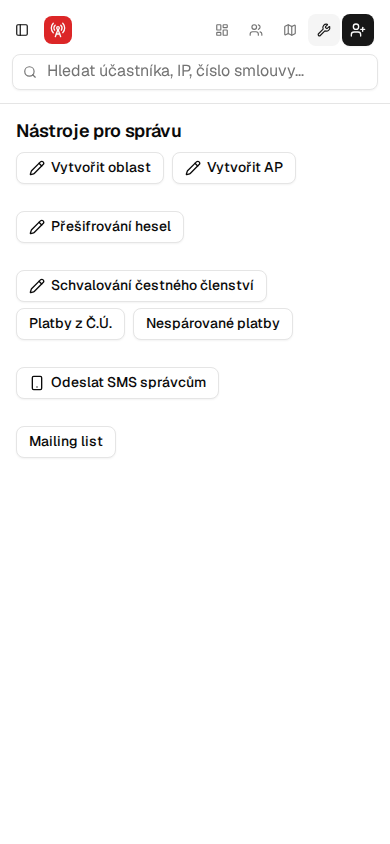 Hledat účastníka, IP, číslo smlouvy...
Nástroje pro správu
Vytvořit oblast Vytvořit AP
Přešifrování hesel
Schvalování čestného členství
Platby z Č.Ú. Nespárované platby
Odeslat SMS správcům
Mailing list